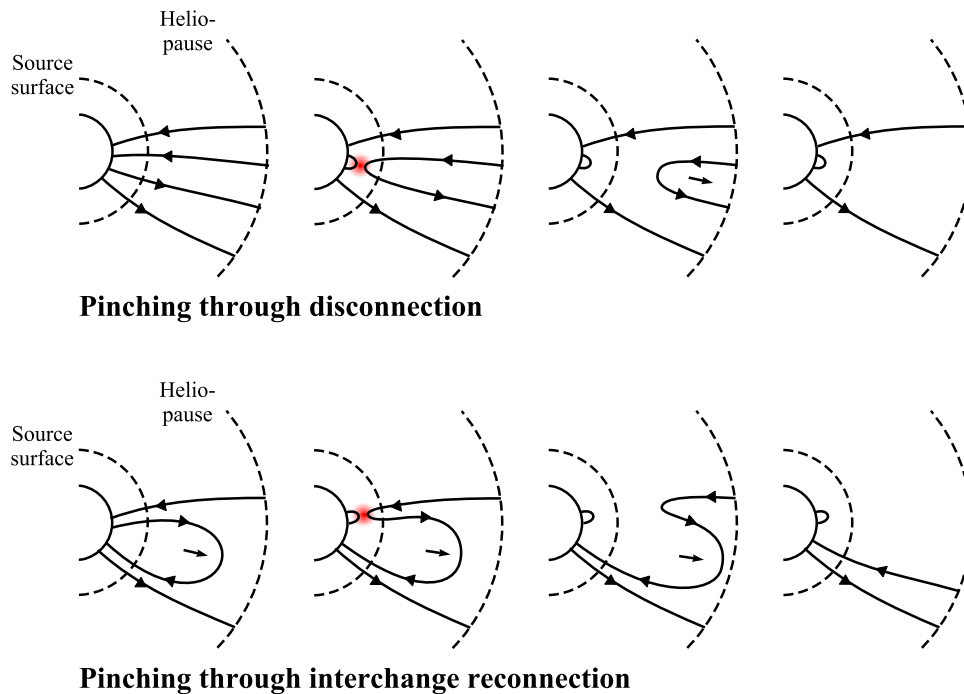 Helio-
pause
Source
surface
Pinching through disconnection
Helio-
pause
Source
surface
Pinching through interchange reconnection